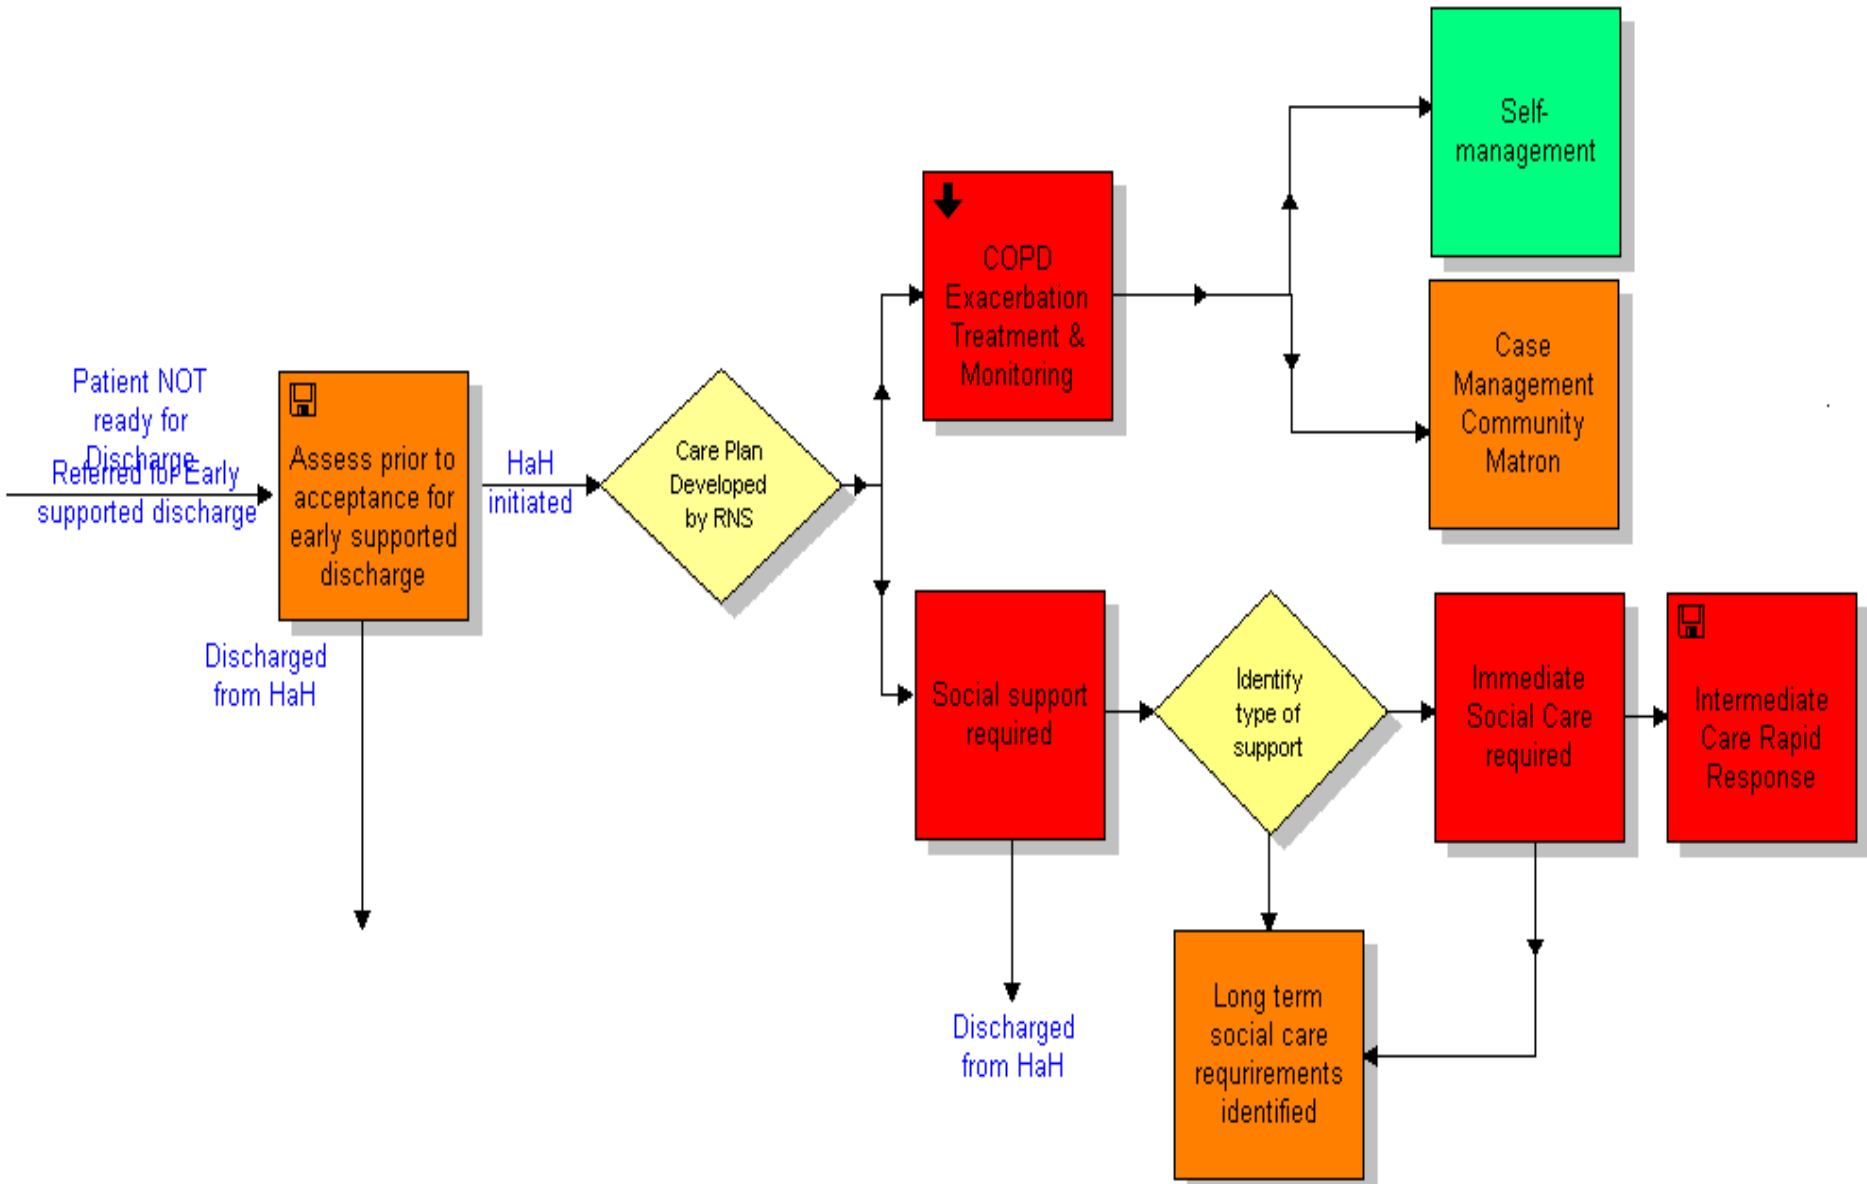 Patient NOT
ready for
Discharge
Referred for Early
supported discharge
Assess prior to
acceptance for
early supported
discharge
Discharged
from HaH
HaH
initiated
Care Plan
Developed
by RNS
COPD
Exacerbation
Treatment &
Monitoring
Self-
management
Case
Management
Community
Matron
Social support
required
Discharged
from HaH
Identify
type of
support
Immediate
Social Care
required
Intermediate
Care Rapid
Response
Long term
social care
requrirements
identified